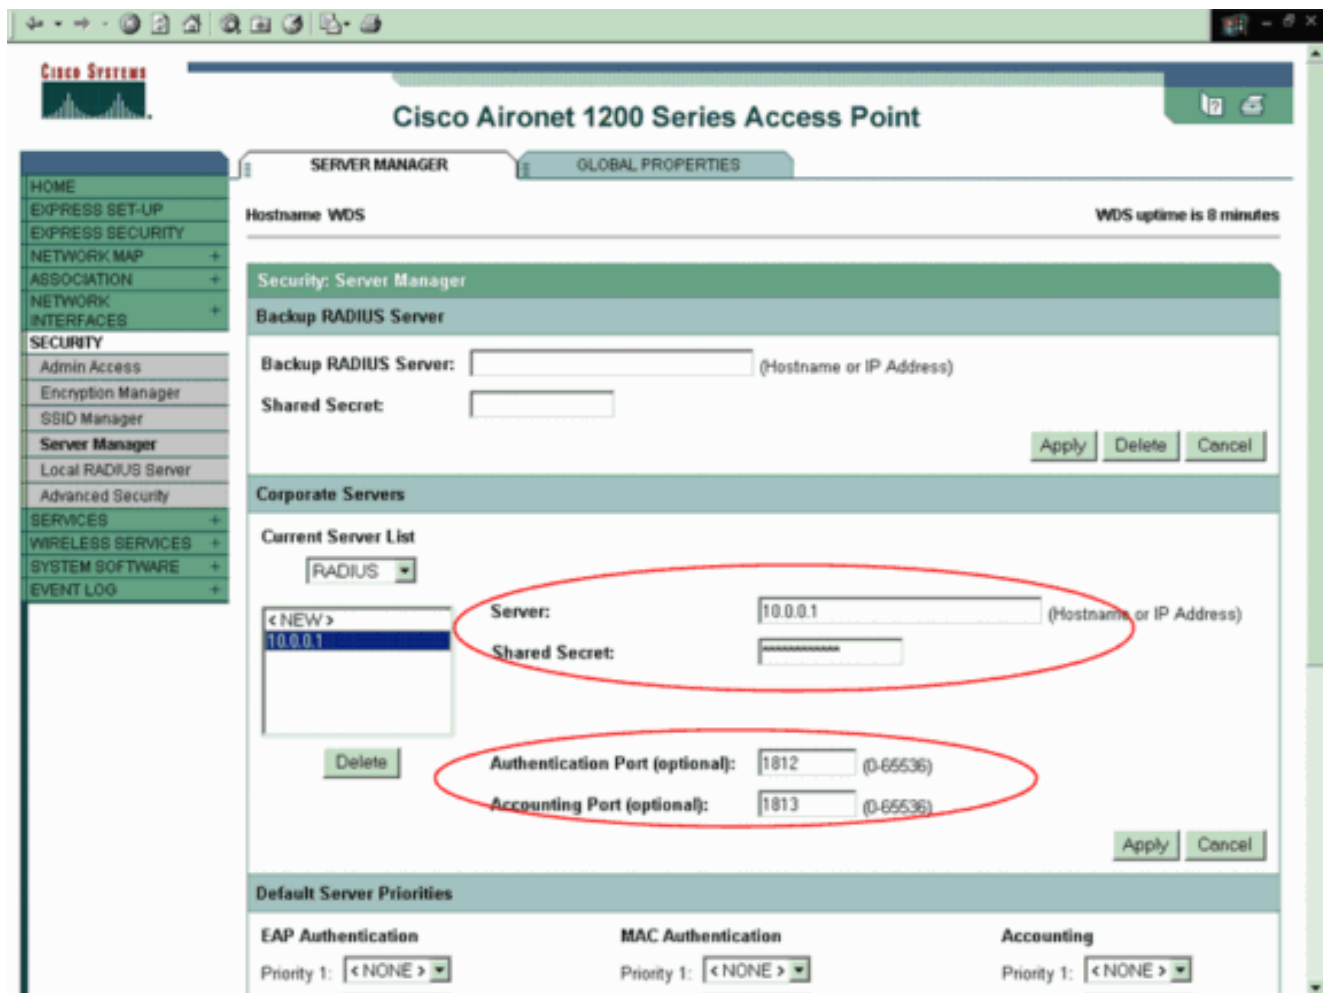 CISCO SYSTEMS
Cisco Aironet 1200 Series Access Point
SERVER MANAGER
GLOBAL PROPERTIES
HOME
EXPRESS SET-UP
EXPRESS SECURITY
NETWORK MAP +
ASSOCIATION +
NETWORK
INTERFACES +
SECURITY
Admin Access
Encryption Manager
SSID Manager
Server Manager
Local RADIUS Server
Advanced Security
SERVICES +
WIRELESS SERVICES +
SYSTEM SOFTWARE +
EVENT LOG +
Hostname WDS
WDS uptime is 8 minutes
Security: Server Manager
Backup RADIUS Server
Backup RADIUS Server: (Hostname or IP Address)
Shared Secret:
Apply Delete Cancel
Corporate Servers
Current Server List
RADIUS
< NEW >
10.0.0.1
Delete
Server: 10.0.0.1 (Hostname or IP Address)
Shared Secret: ************
Authentication Port (optional): 1812 (0-65536)
Accounting Port (optional): 1813 (0-65536)
Apply Cancel
Default Server Priorities
EAP Authentication
Priority 1: < NONE >
MAC Authentication
Priority 1: < NONE >
Accounting
Priority 1: < NONE >